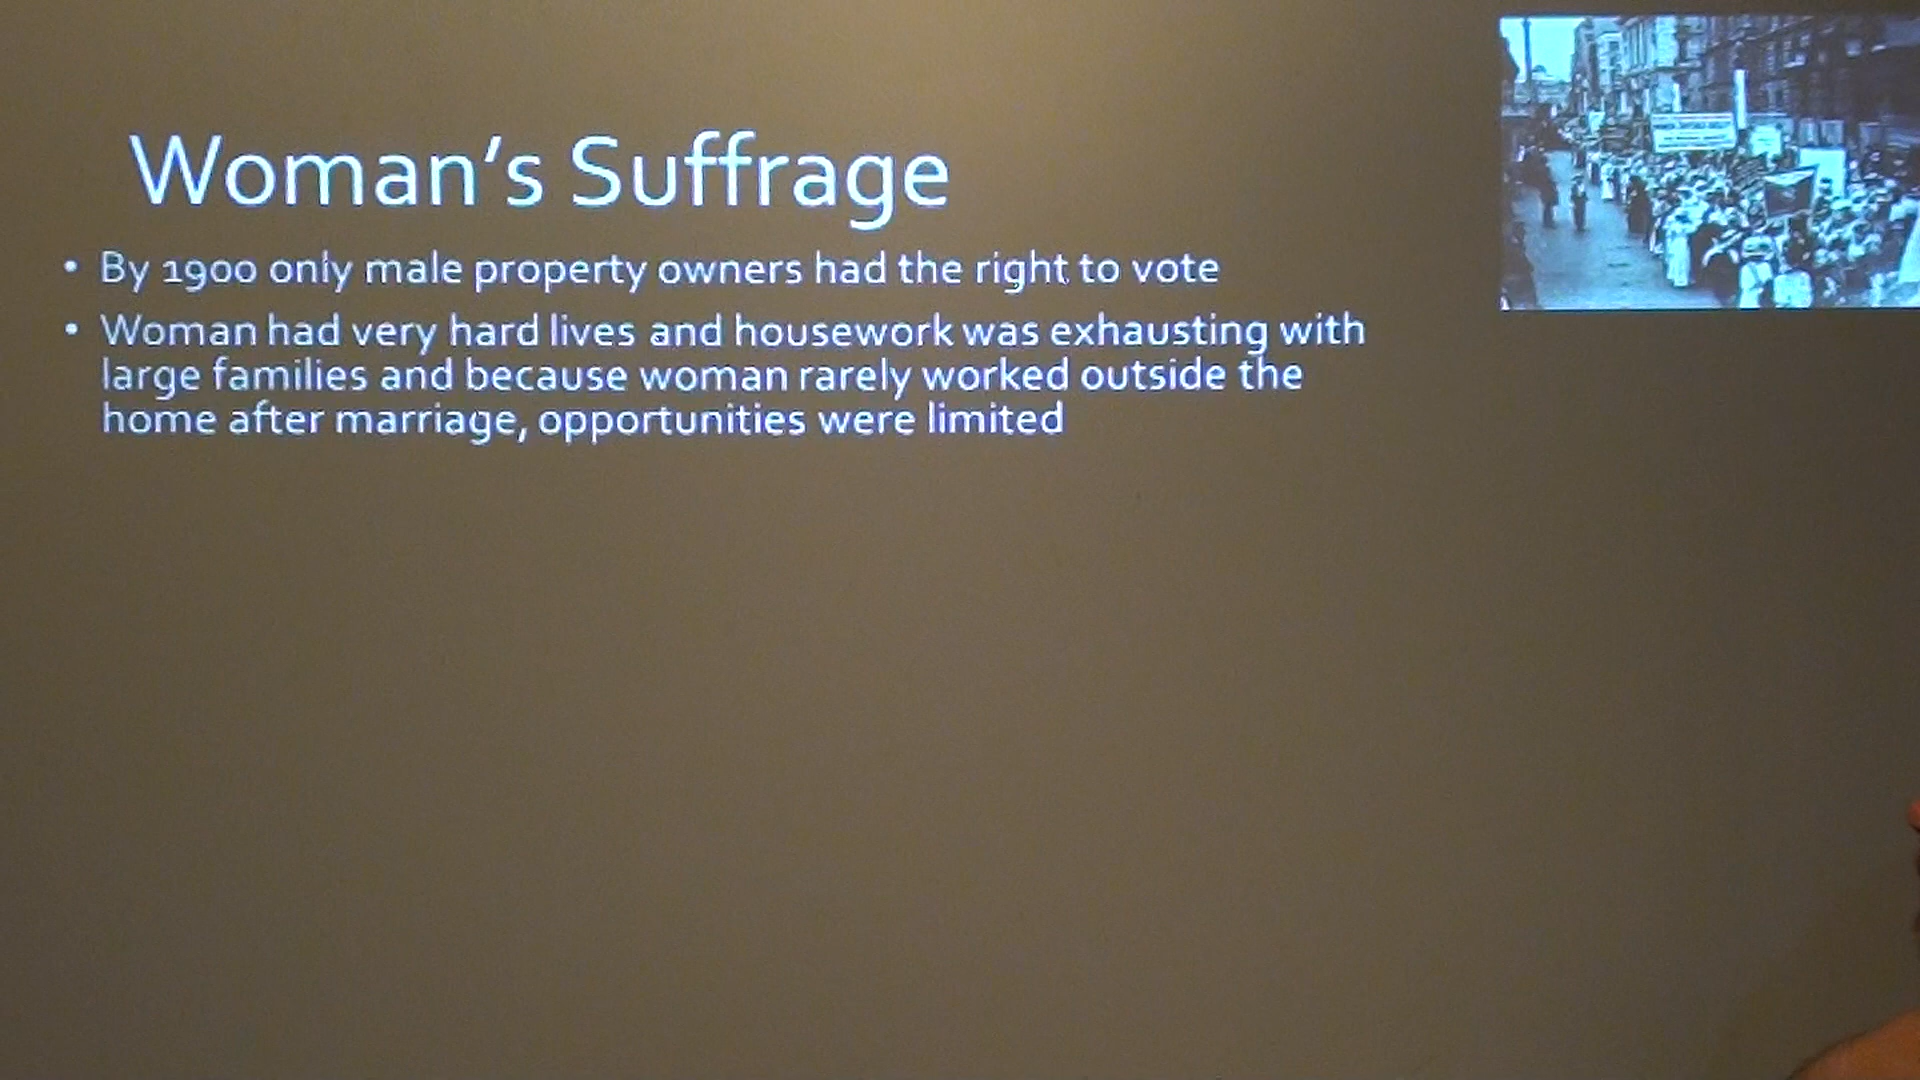 Woman's Suffrage
• By 1900 only male property owners had the right to vote
• Woman had very hard lives and housework was exhausting with
large families and because woman rarely worked outside the
home after marriage, opportunities were limited